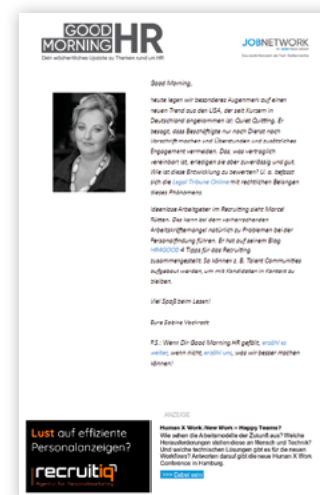 GOOD
MORNING HR
Dein wöchentliches Update zu Themen rund um HR!
JOBNETWORK
Good Morning,
heute legen wir besonderes Augenmerk auf einen
neuen Trend aus den USA, der seit Kurzem in
Deutschland angekommen ist: Quiet Quitting. Er
besagt, dass Beschäftigte nur noch Dienst nach
Vorschrift machen und Überstunden und zusätzliches
Engagement vermeiden. Das, was vertraglich
vereinbart ist, erledigen sie aber zuverlässig und gut.
Wie ist diese Entwicklung zu bewerten? U. a. befasst
sich die Legal Tribune Online mit rechtlichen Belangen
dieses Phänomens.
Ideenlose Arbeitgeber im Recruiting sieht Marcel
Rütten. Das kann bei dem vorherrschenden
Arbeitskräftemangel natürlich zu Problemen bei der
Personalfindung führen. Er hat auf seinem Blog
HR4GOOD 4 Tipps für das Recruiting
zusammengestellt. So können z. B. Talent Communities
aufgebaut werden, um mit Kandidaten in Kontakt zu
bleiben.
Viel Spaß beim Lesen!
Eure Sabine Vockrodt
P.S.: Wenn Dir Good Morning HR gefällt, erzähl es
weiter, wenn nicht, erzähl uns, was wir besser machen
können!
ANZEIGE
Lust auf effiziente
Personalanzeigen?
recruitiq
Agentur für Personalmarketing
Human X Work: New Work = Happy Teams?
Wie sehen die Arbeitsmodelle der Zukunft aus? Welche
Herausforderungen stellen diese an Mensch und Technik?
Und welche technischen Lösungen gibt es für die neuen
Workflows? Antworten darauf gibt die neue Human X Work
Conference in Hamburg.
>>> Dabei sein